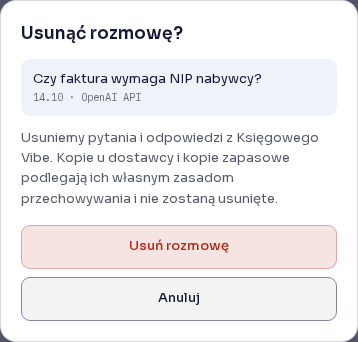 Usunąć rozmowę?
Czy faktura wymaga NIP nabywcy?
14.10 · OpenAI API
Usuniemy pytania i odpowiedzi z Księgowego
Vibe. Kopie u dostawcy i kopie zapasowe
podlegają ich własnym zasadom
przechowywania i nie zostaną usunięte.
Usuń rozmowę
Anuluj